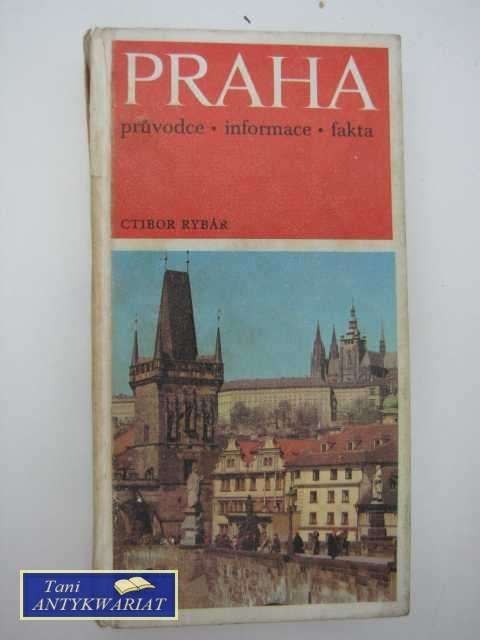 PRAHA
průvodce • informace • fakta
CTIBOR RYBÁR
Tani
ANTYKWARIAT